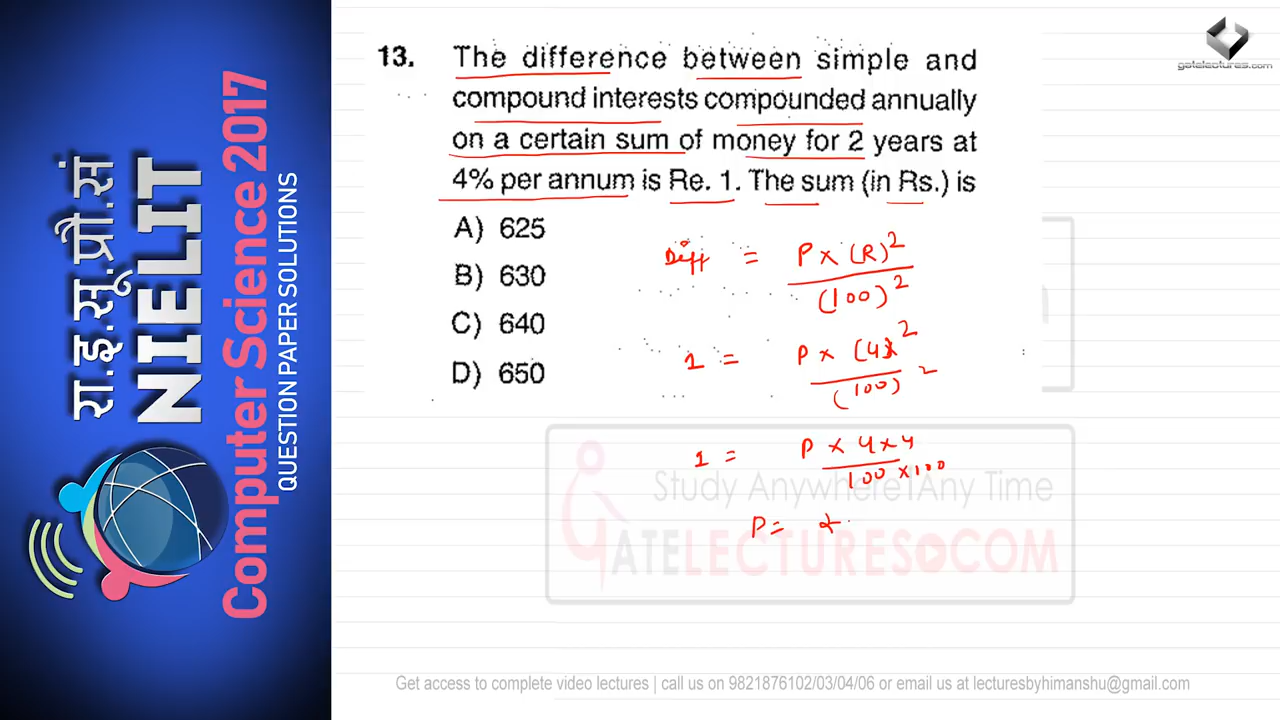 रा.इ.सू.प्रौ.सं
NIELIT
Computer Science 2017
QUESTION PAPER SOLUTIONS
gatelectures.com
13. The difference between simple and
compound interests compounded annually
on a certain sum of money for 2 years at
4% per annum is Re. 1. The sum (in Rs.) is
A) 625
B) 630
C) 640
D) 650
Diff = P × (R)²
(100)²
1 = P × (4)²
(100)²
1 = P × 4 × 4
100 × 100
P =
Study Anywhere Any Time
GATELECTURES.COM
Get access to complete video lectures | call us on 9821876102/03/04/06 or email us at lecturesbyhimanshu@gmail.com